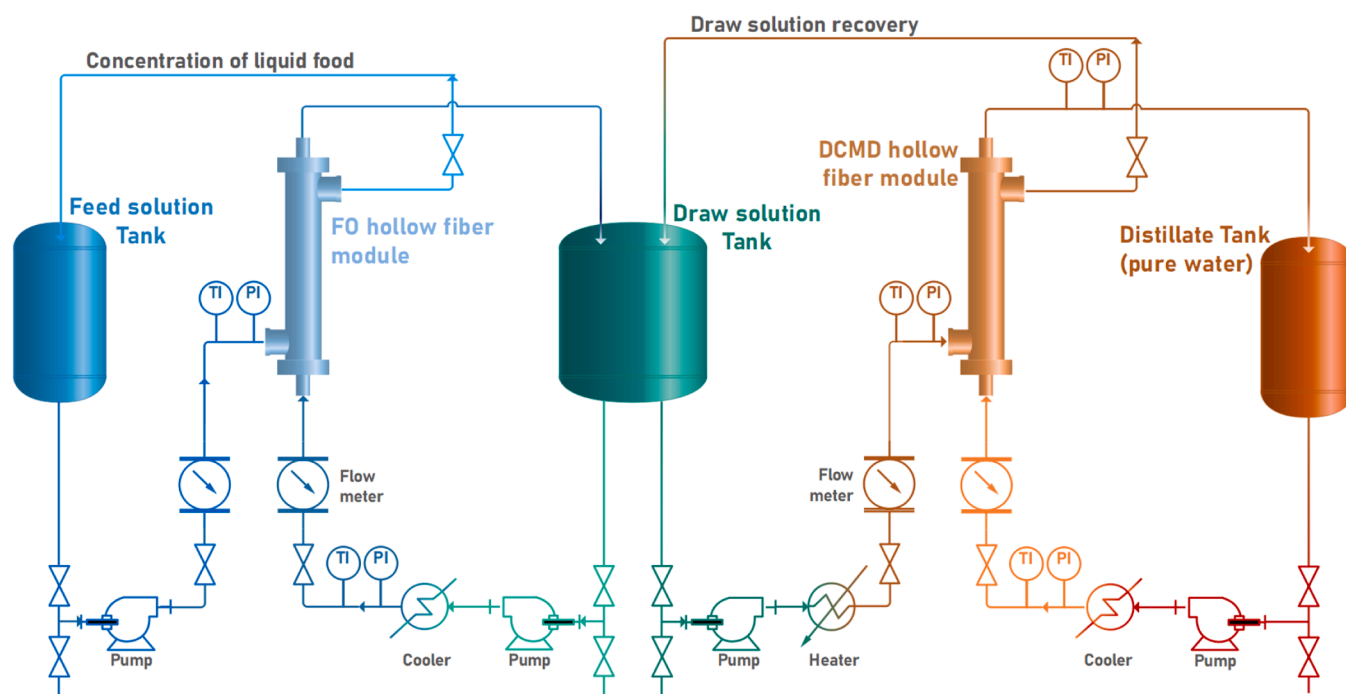 Draw solution recovery
Concentration of liquid food
TI
PI
DCMD hollow
fiber module
Feed solution
Tank
FO hollow fiber
module
Draw solution
Tank
Distillate Tank
(pure water)
TI
PI
TI
PI
Flow
meter
Flow
meter
TI
PI
TI
PI
Pump
Cooler
Pump
Pump
Heater
Cooler
Pump